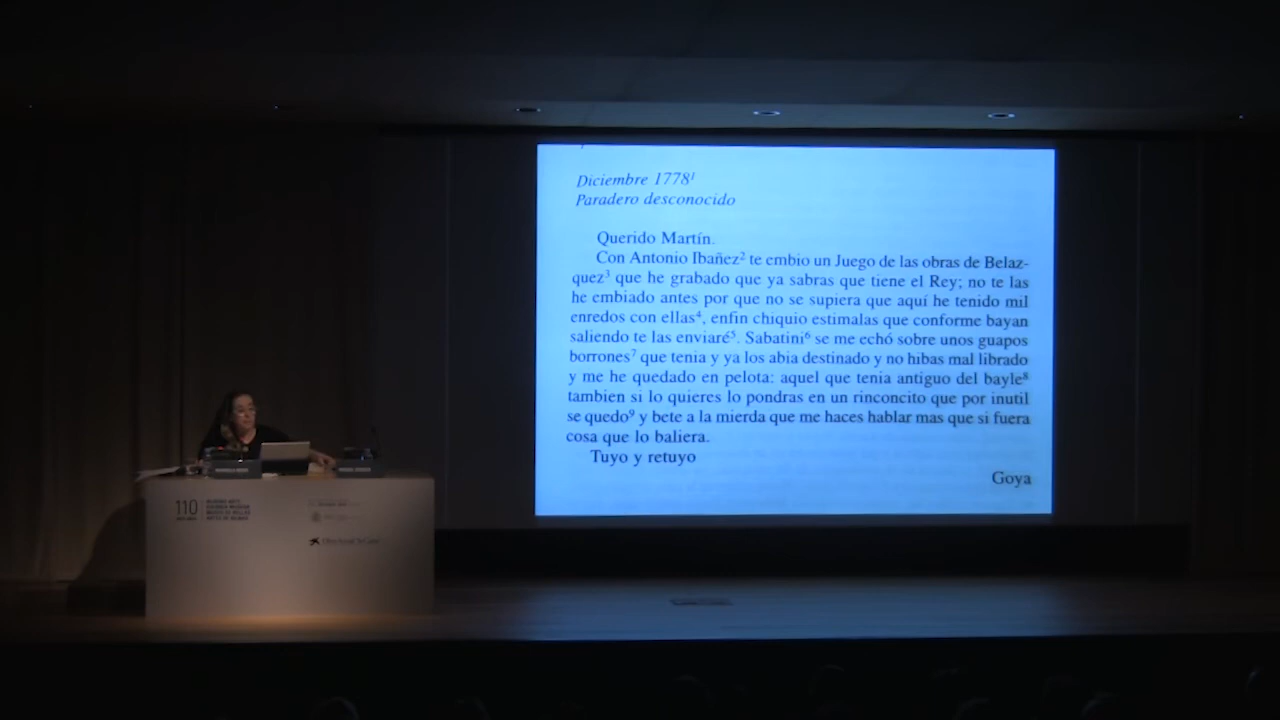 Diciembre 1778¹
Paradero desconocido
Querido Martín.
Con Antonio Ibañez² te embio un Juego de las obras de Belaz-
quez³ que he grabado que ya sabras que tiene el Rey; no te las
he embiado antes por que no se supiera que aquí he tenido mil
enredos con ellas⁴, enfin chiquio estimalas que conforme bayan
saliendo te las enviaré⁵. Sabatini⁶ se me echó sobre unos guapos
borrones⁷ que tenia y ya los abia destinado y no hibas mal librado
y me he quedado en pelota: aquel que tenia antiguo del bayle⁸
tambien si lo quieres lo pondras en un rinconcito que por inutil
se quedo⁹ y bete a la mierda que me haces hablar mas que si fuera
cosa que lo baliera.
Tuyo y retuyo
Goya
110